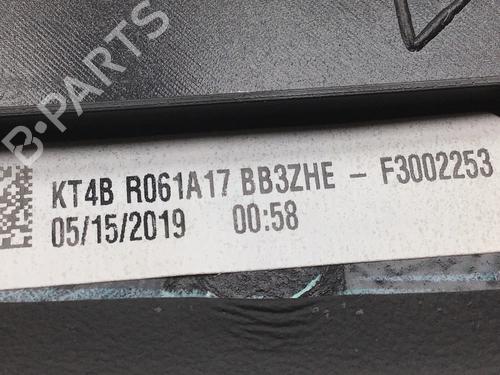 B-PARTS
KT4B R061A17 BB3ZHE - F3002253
05/15/2019 00:58